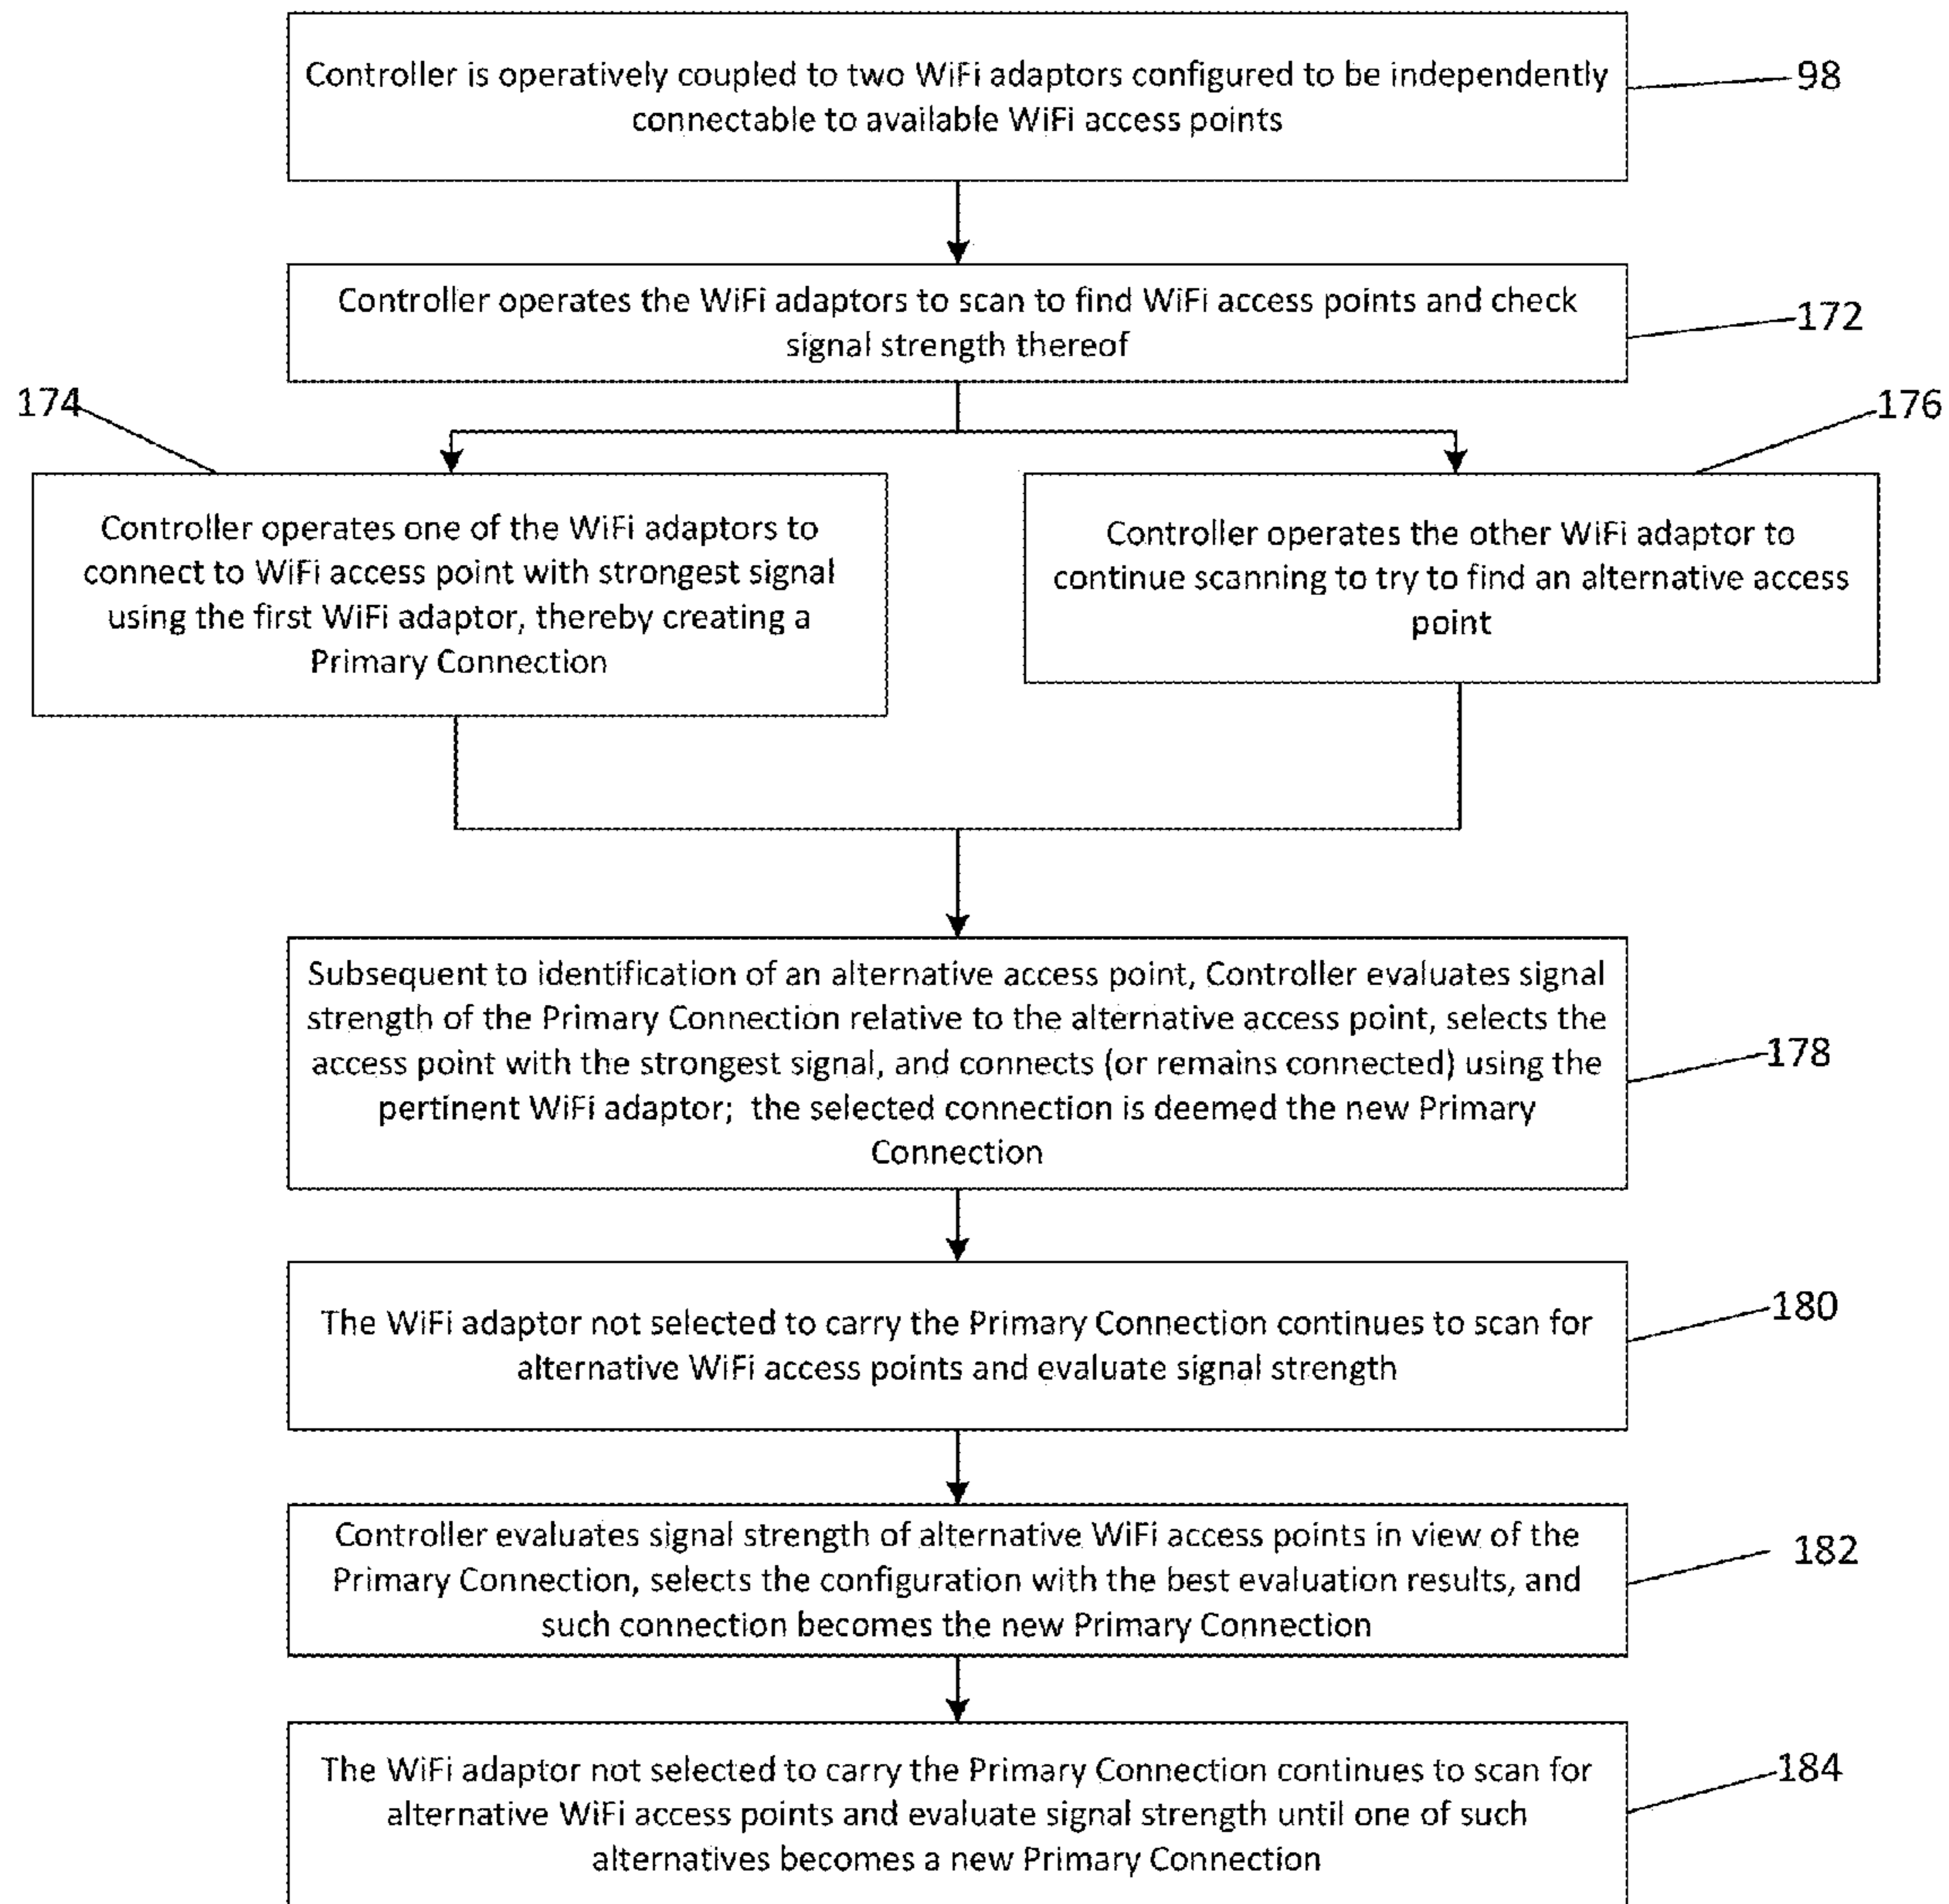 Controller is operatively coupled to two WiFi adaptors configured to be independently
connectable to available WiFi access points
98
Controller operates the WiFi adaptors to scan to find WiFi access points and check
signal strength thereof
172
174
176
Controller operates one of the WiFi adaptors to
connect to WiFi access point with strongest signal
using the first WiFi adaptor, thereby creating a
Primary Connection
Controller operates the other WiFi adaptor to
continue scanning to try to find an alternative access
point
Subsequent to identification of an alternative access point, Controller evaluates signal
strength of the Primary Connection relative to the alternative access point, selects the
access point with the strongest signal, and connects (or remains connected) using the
pertinent WiFi adaptor; the selected connection is deemed the new Primary
Connection
178
The WiFi adaptor not selected to carry the Primary Connection continues to scan for
alternative WiFi access points and evaluate signal strength
180
Controller evaluates signal strength of alternative WiFi access points in view of the
Primary Connection, selects the configuration with the best evaluation results, and
such connection becomes the new Primary Connection
182
The WiFi adaptor not selected to carry the Primary Connection continues to scan for
alternative WiFi access points and evaluate signal strength until one of such
alternatives becomes a new Primary Connection
184